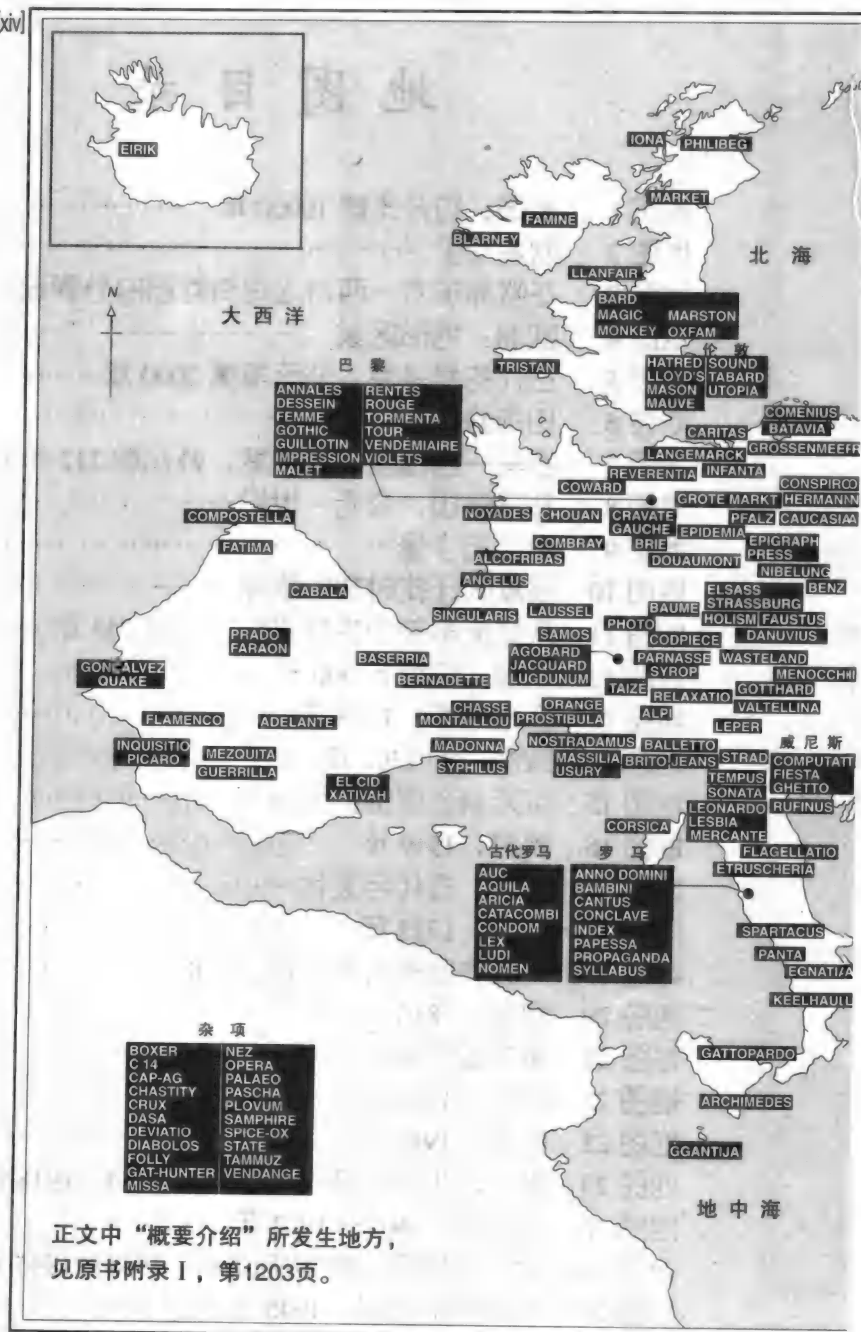 [xiv]
EIRIK
IONA
PHILIBEG
MARKET
FAMINE
BLARNEY
北海
LLANFAIR
N
大西洋
BARD
MAGIC MARSTON
MONKEY OXFAM
巴黎
TRISTAN
伦敦
HATRED SOUND
LLOYD'S TABARD
MASON UTOPIA
MAUVE
ANNALES RENTES
DESSEIN ROUGE
FEMME TORMENTA
GOTHIC TOUR
GUILLOTIN VENDÉMIAIRE
IMPRESSION VIOLETS
MALET
COMENIUS
CARITAS BATAVIA
LANGEMARCK GROSSENMEER
REVERENTIA INFANTA
COWARD CONSPIRO
GROTE MARKT HERMANN
COMPOSTELLA NOYADES CHOUAN CRAVATE PFALZ CAUCASIA
GAUCHE EPIDEMIA
FATIMA COMBRAY BRIE EPIGRAPH
ALCOFRIBAS DOUAUMONT PRESS
ANGELUS NIBELUNG
CABALA ELSASS BENZ
STRASSBURG
SINGULARIS LAUSSEL BAUME HOLISM FAUSTUS
PHOTO DANUVIUS
PRADO SAMOS CODPIECE
FARAON BASERRIA AGOBARD PARNASSE WASTELAND
JACQUARD SYROP MENOCCHI
GONCALVEZ BERNADETTE LUGDUNUM
QUAKE TAIZE GOTTHARD
RELAXATIO VALTELLINA
CHASSE ORANGE
FLAMENCO ADELANTE MONTAILLOU PROSTIBULA ALPI LEPER
威尼斯
INQUISITIO MADONNA NOSTRADAMUS BALLETTO STRAD COMPUTATI
PICARO MEZQUITA MASSILIA BRITO JEANS FIESTA
GUERRILLA SYPHILUS USURY TEMPUS GHETTO
EL CID SONATA
XATIVAH LEONARDO RUFINUS
LESBIA
CORSICA MERCANTE
FLAGELLATIO
古代罗马 罗马
ETRUSCHERIA
AUC ANNO DOMINI
AQUILA BAMBINI
ARICIA CANTUS
CATACOMBI CONCLAVE
CONDOM INDEX
LEX PAPESSA
LUDI PROPAGANDA
NOMEN SYLLABUS
SPARTACUS
PANTA
EGNATIA
KEELHAUL
杂项
BOXER NEZ
C 14 OPERA
CAP-AG PALAEO
CHASTITY PASCHA
CRUX PLOVUM
DASA SAMPHIRE
DEVIATIO SPICE-OX
DIABOLOS STATE
FOLLY TAMMUZ
GAT-HUNTER VENDANGE
MISSA
GATTOPARDO
ARCHIMEDES
GGANTIJA
地中海
正文中“概要介绍”所发生地方，
见原书附录Ⅰ，第1203页。